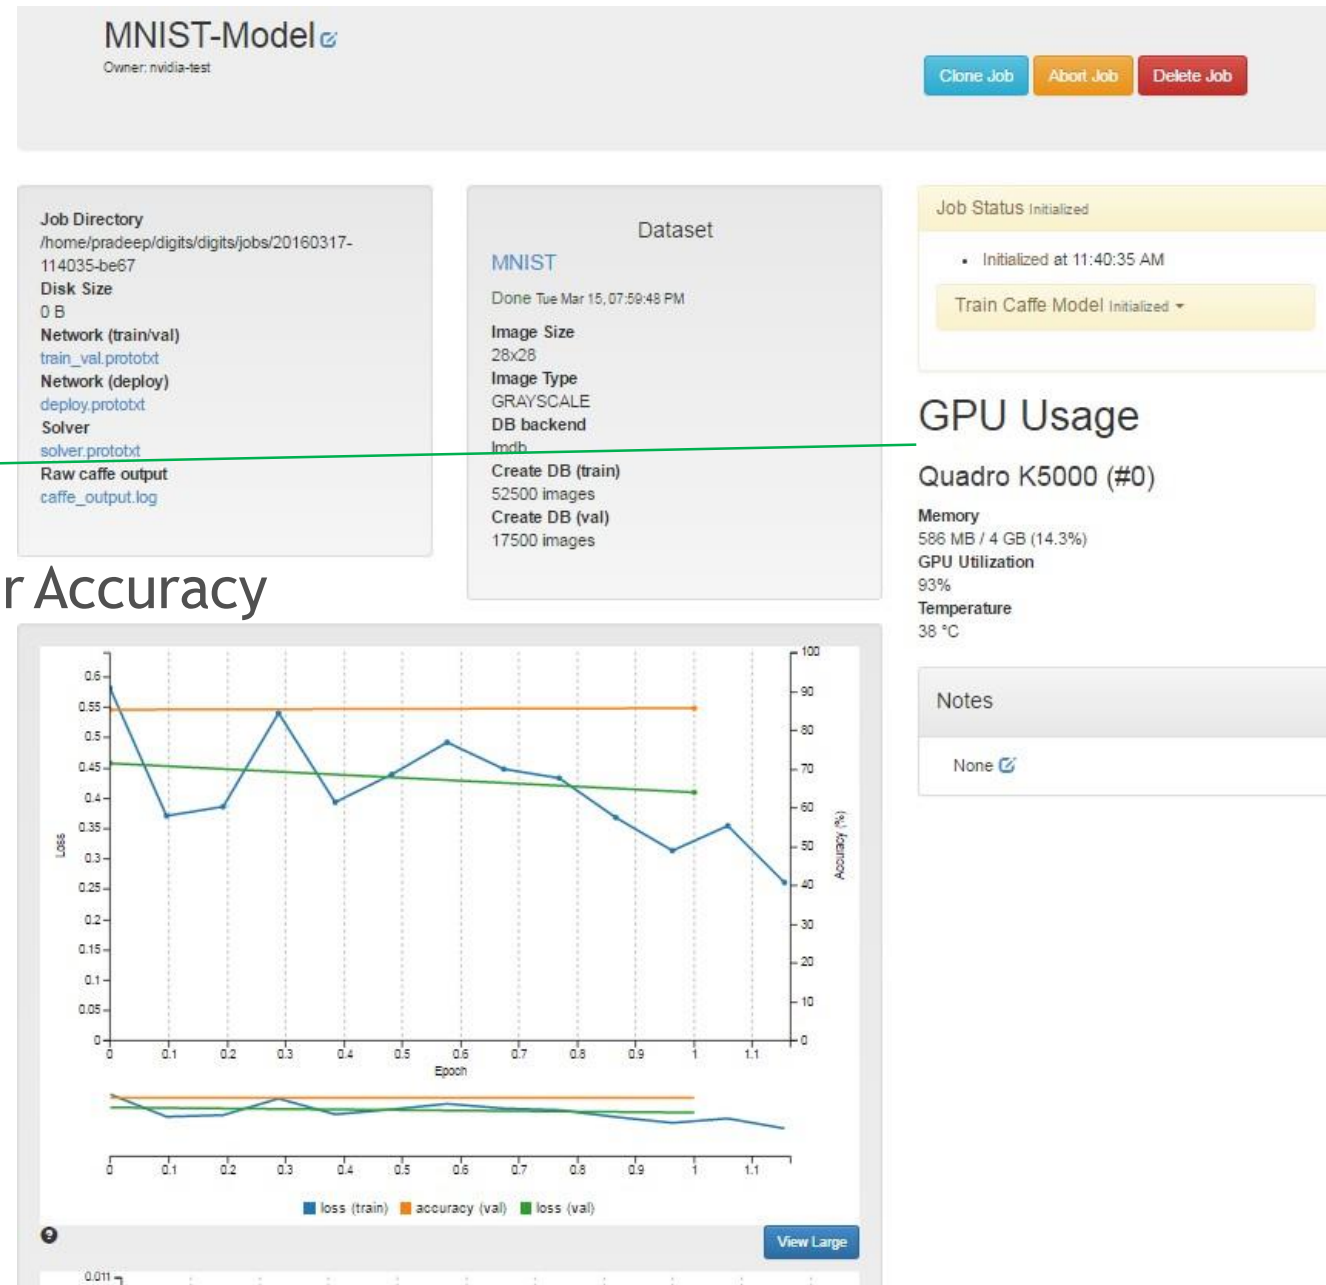 MNIST-Model
Owner: nvidia-test
Clone Job
Abort Job
Delete Job
Job Directory
/home/pradeep/digits/digits/jobs/20160317-
114035-be67
Disk Size
0 B
Network (train/val)
train_val.prototxt
Network (deploy)
deploy.prototxt
Solver
solver.prototxt
Raw caffe output
caffe_output.log
Dataset
MNIST
Done Tue Mar 15, 07:59:48 PM
Image Size
28x28
Image Type
GRAYSCALE
DB backend
lmdb
Create DB (train)
52500 images
Create DB (val)
17500 images
Job Status Initialized
Initialized at 11:40:35 AM
Train Caffe Model Initialized
GPU Usage
Quadro K5000 (#0)
Memory
586 MB / 4 GB (14.3%)
GPU Utilization
93%
Temperature
38 °C
Notes
None
r Accuracy
0.6
0.55
0.5
0.45
0.4
0.35
0.3
0.25
0.2
0.15
0.1
0.05
0
Loss
100
90
80
70
60
50
40
30
20
10
0
Accuracy (%)
0 0.1 0.2 0.3 0.4 0.5 0.6 0.7 0.8 0.9 1 1.1
Epoch
0 0.1 0.2 0.3 0.4 0.5 0.6 0.7 0.8 0.9 1 1.1
loss (train) accuracy (val) loss (val)
View Large
0.011